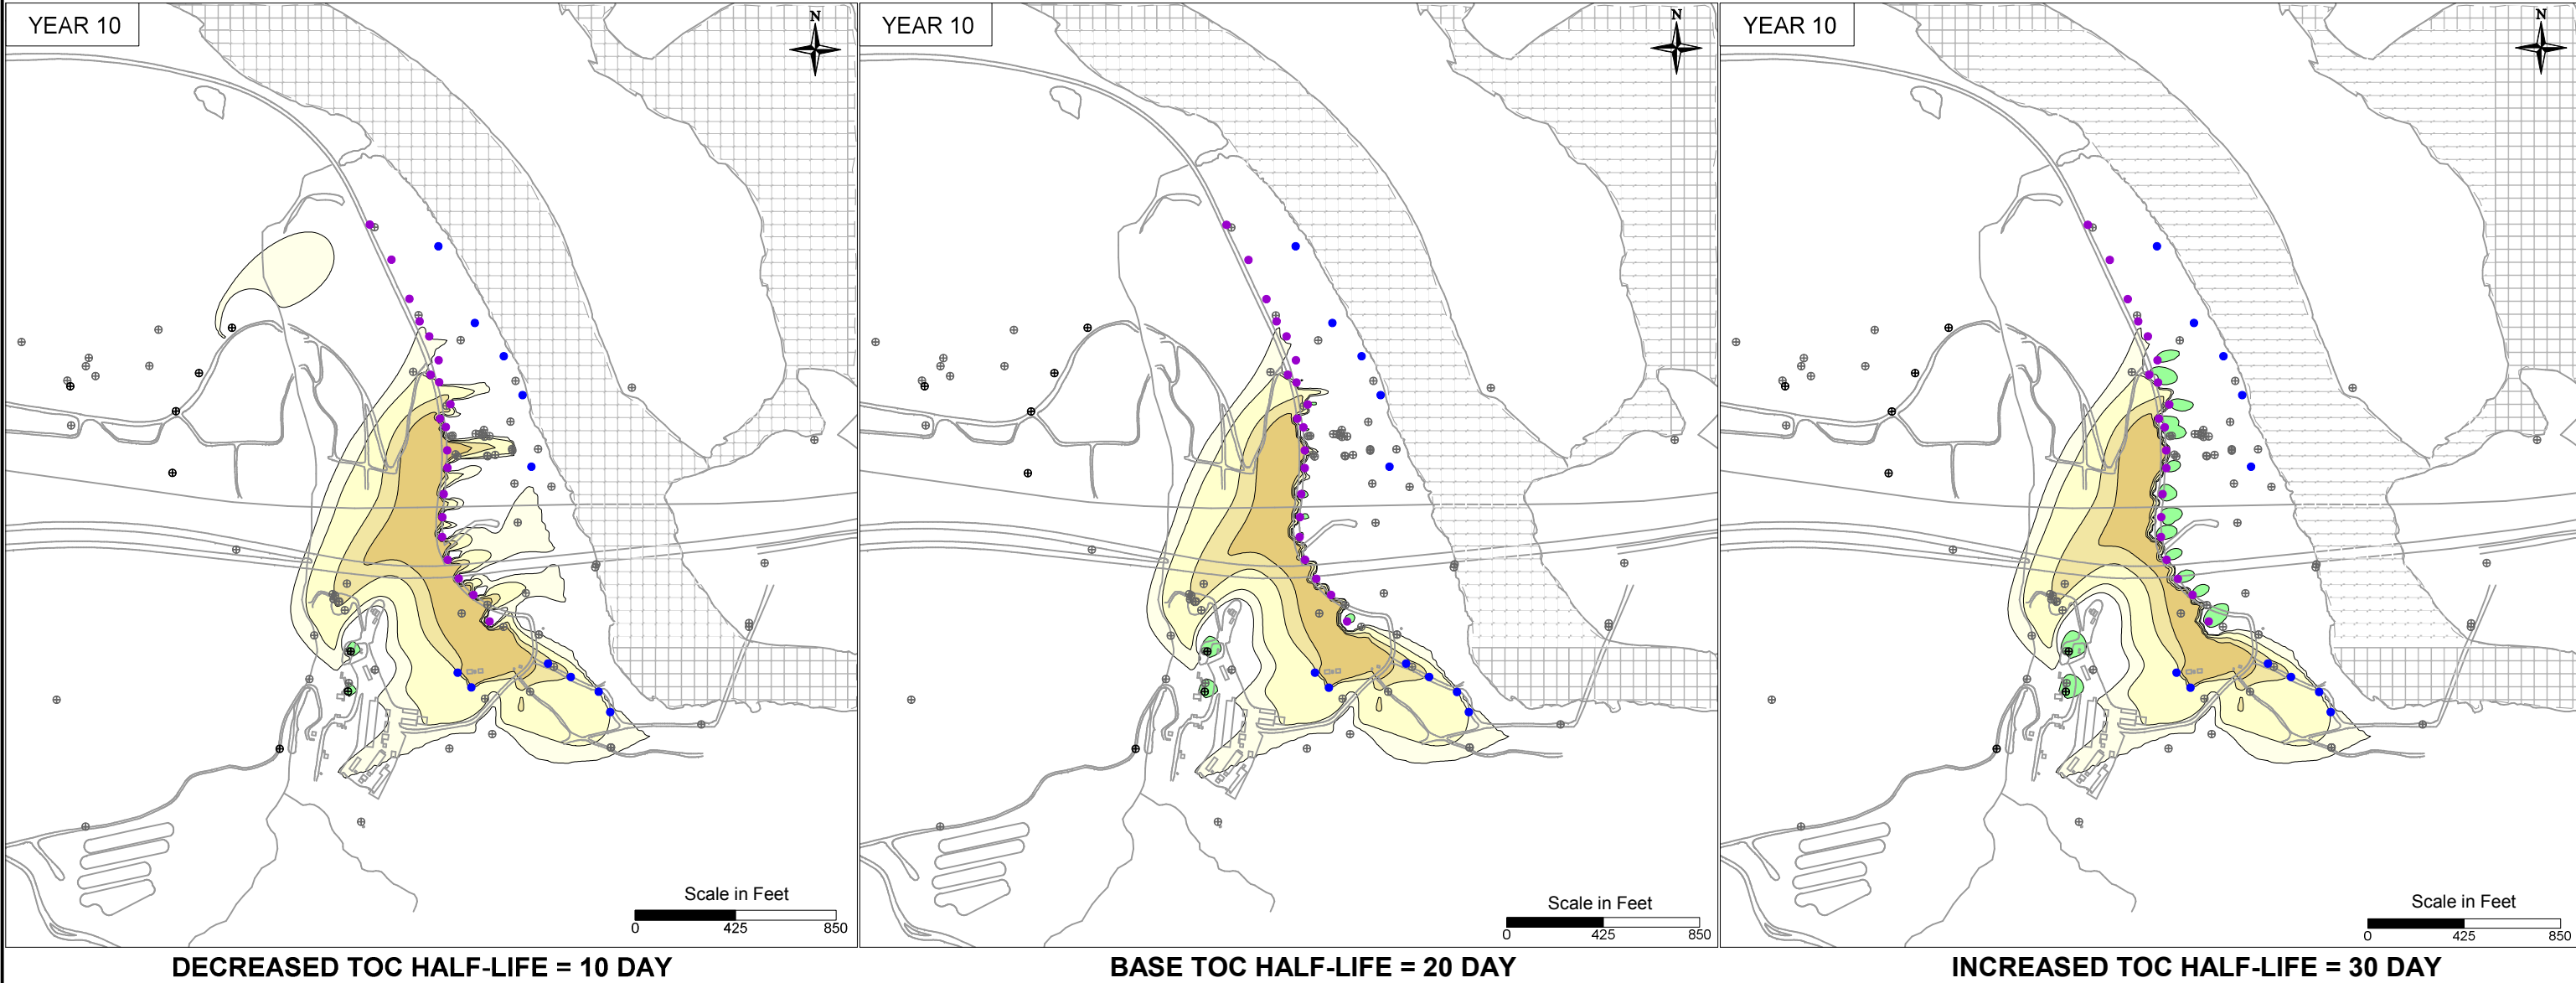 YEAR 10
N
Scale in Feet
0 425 850
DECREASED TOC HALF-LIFE = 10 DAY
YEAR 10
N
Scale in Feet
0 425 850
BASE TOC HALF-LIFE = 20 DAY
YEAR 10
N
Scale in Feet
0 425 850
INCREASED TOC HALF-LIFE = 30 DAY